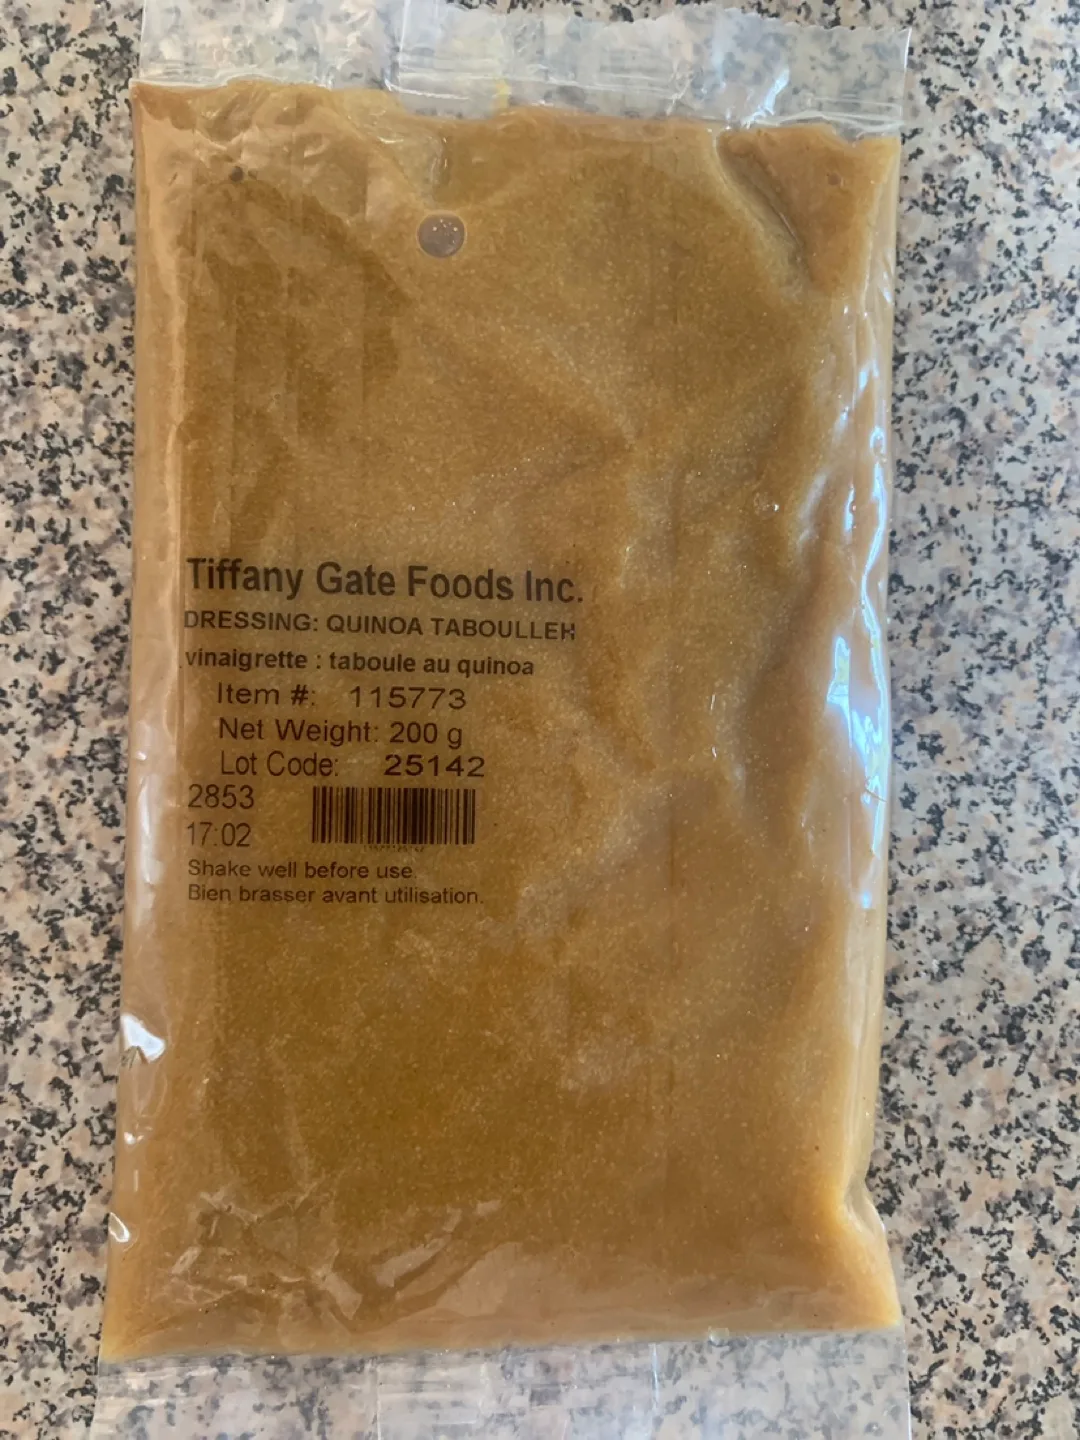 Tiffany Gate Foods Inc.
DRESSING: QUINOA TABOULLEH
vinaigrette : taboule au quinoa
Item #: 115773
Net Weight: 200 g
Lot Code: 25142
2853
17:02
Shake well before use.
Bien brasser avant utilisation.